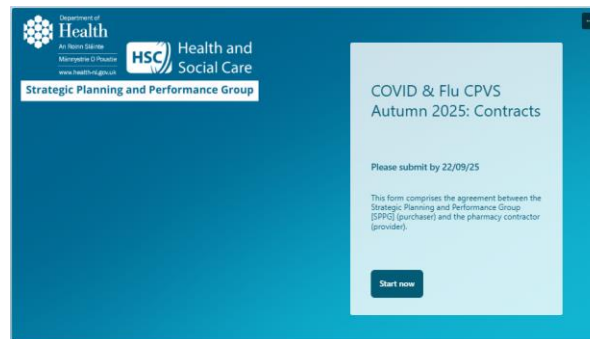 Department of
Health
An Roinn Sláinte
Männystrie O Poustie
www.health-ni.gov.uk
HSC
Health and
Social Care
Strategic Planning and Performance Group
COVID & Flu CPVS
Autumn 2025: Contracts
Please submit by 22/09/25
This form comprises the agreement between the
Strategic Planning and Performance Group
[SPPG] (purchaser) and the pharmacy contractor
(provider).
Start now